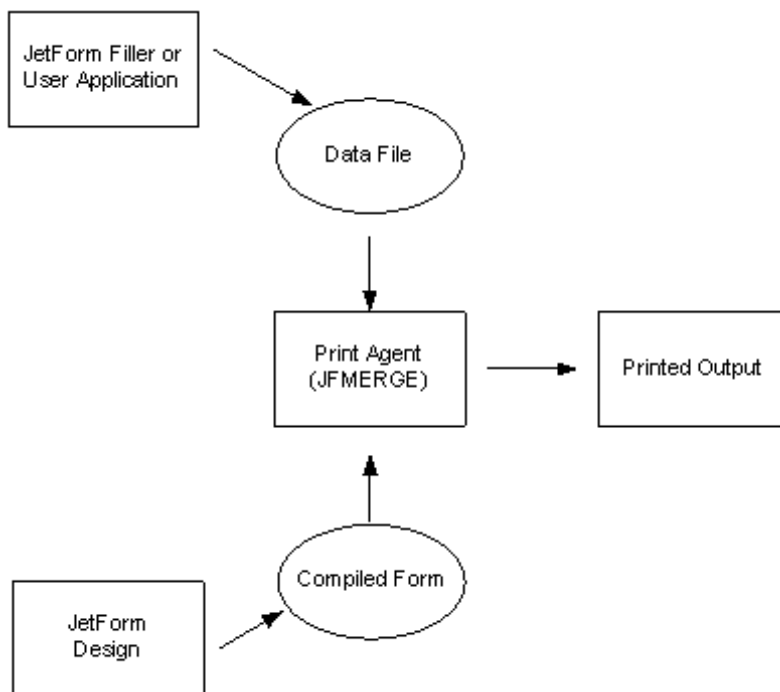 JetForm Filler or
User Application
Data File
Print Agent
(JFMERGE)
Printed Output
Compiled Form
JetForm
Design